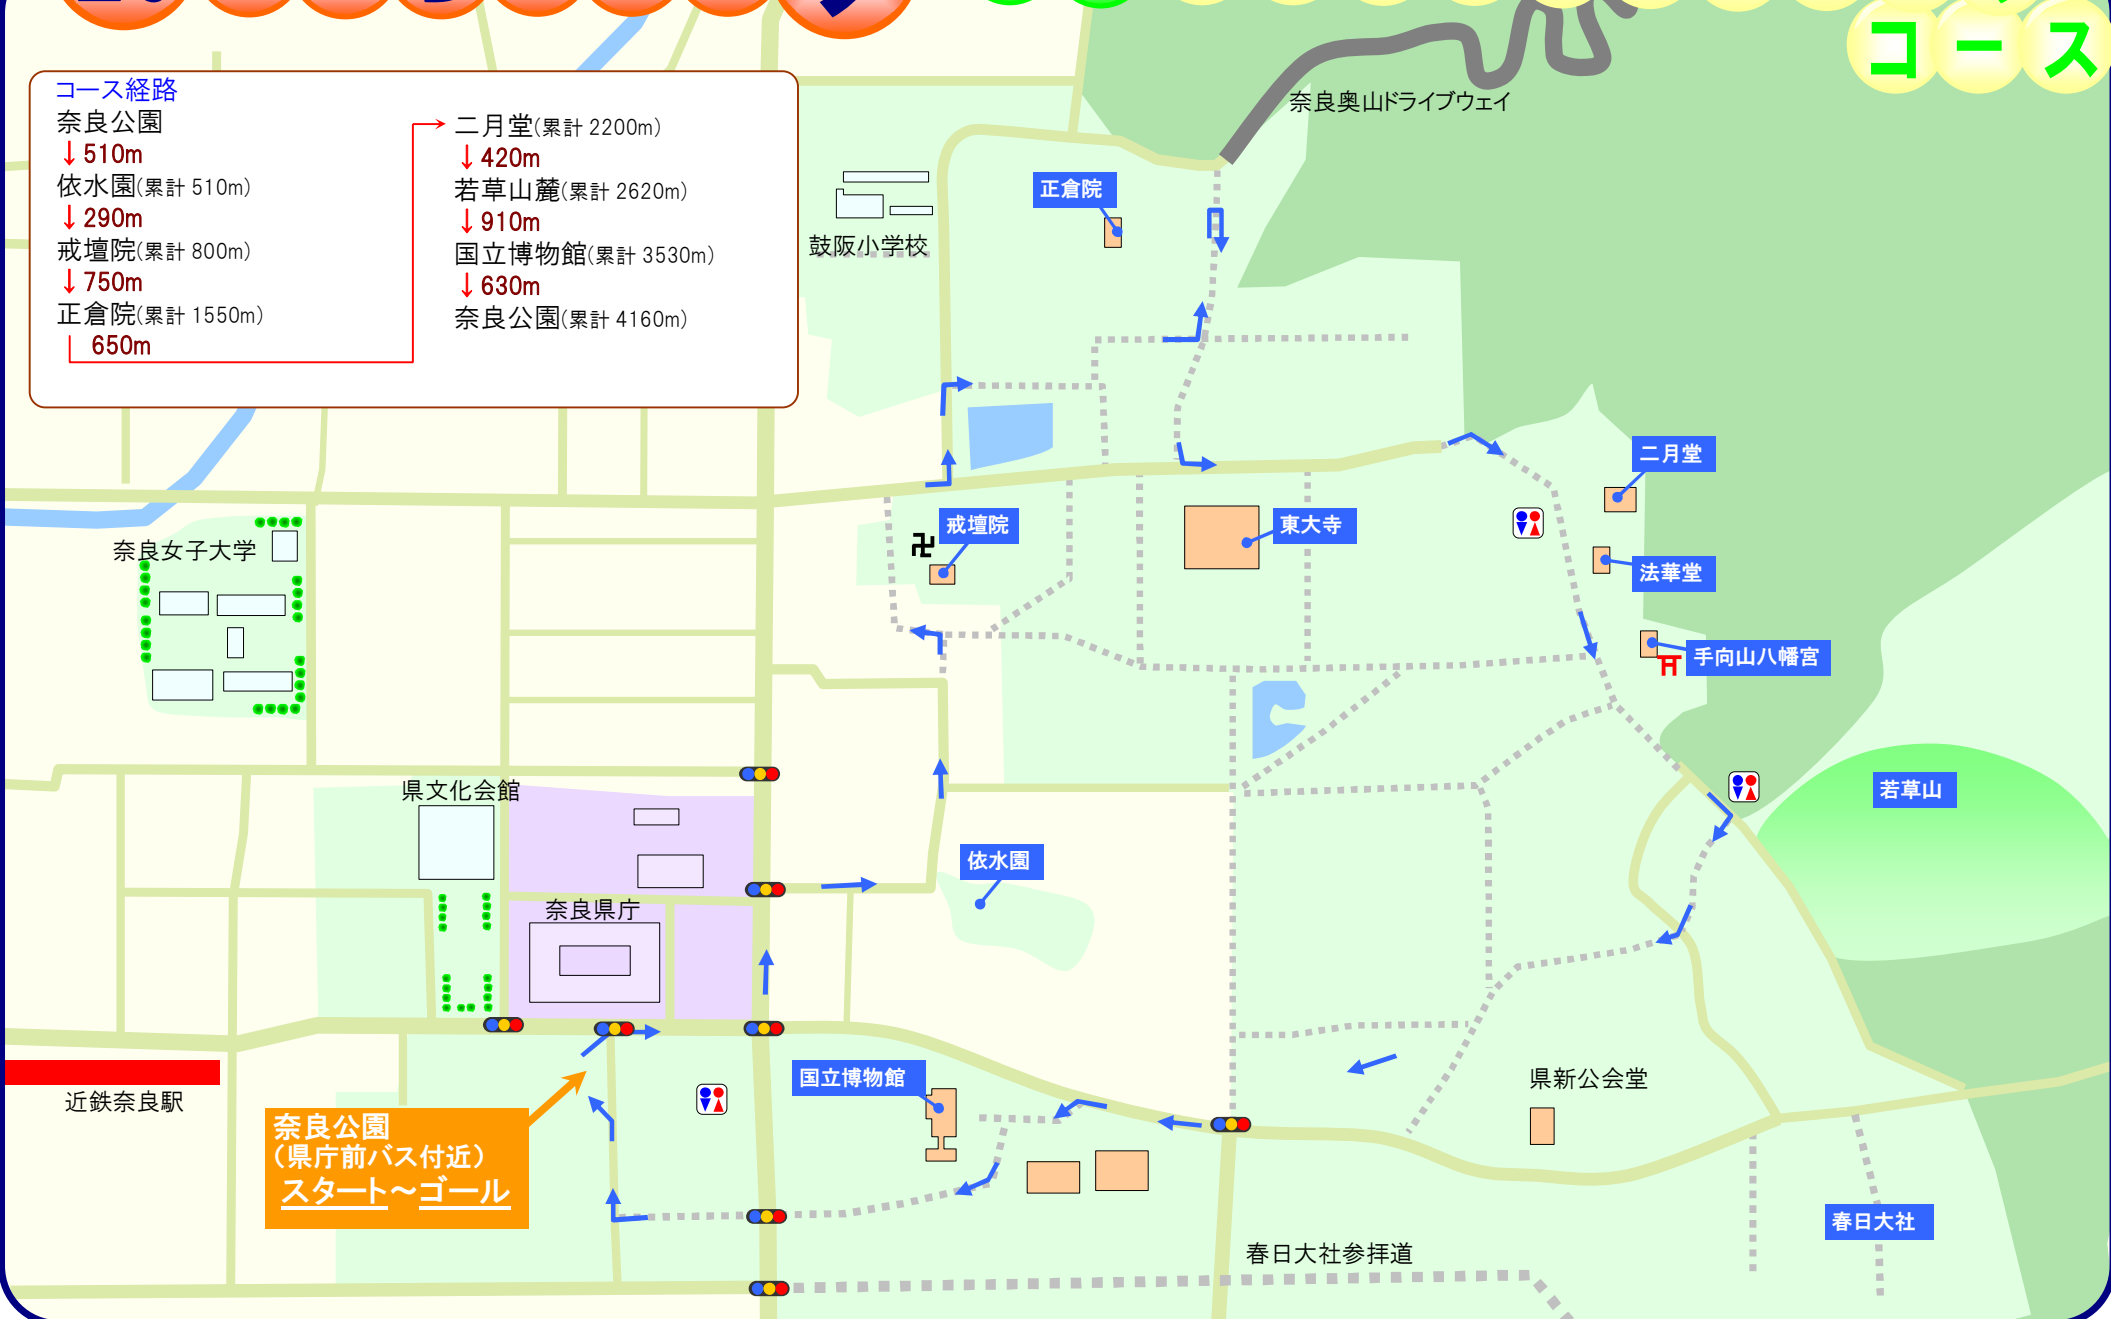 コース
コース経路
奈良公園
↓510m
依水園(累計 510m)
↓290m
戒壇院(累計 800m)
↓750m
正倉院(累計 1550m)
650m
二月堂(累計 2200m)
↓420m
若草山麓(累計 2620m)
↓910m
国立博物館(累計 3530m)
↓630m
奈良公園(累計 4160m)
奈良奥山ドライブウェイ
正倉院
鼓阪小学校
二月堂
戒壇院
卍
東大寺
奈良女子大学
法華堂
手向山八幡宮
県文化会館
若草山
依水園
奈良県庁
国立博物館
県新公会堂
近鉄奈良駅
奈良公園
(県庁前バス付近)
スタート~ゴール
春日大社
春日大社参拝道